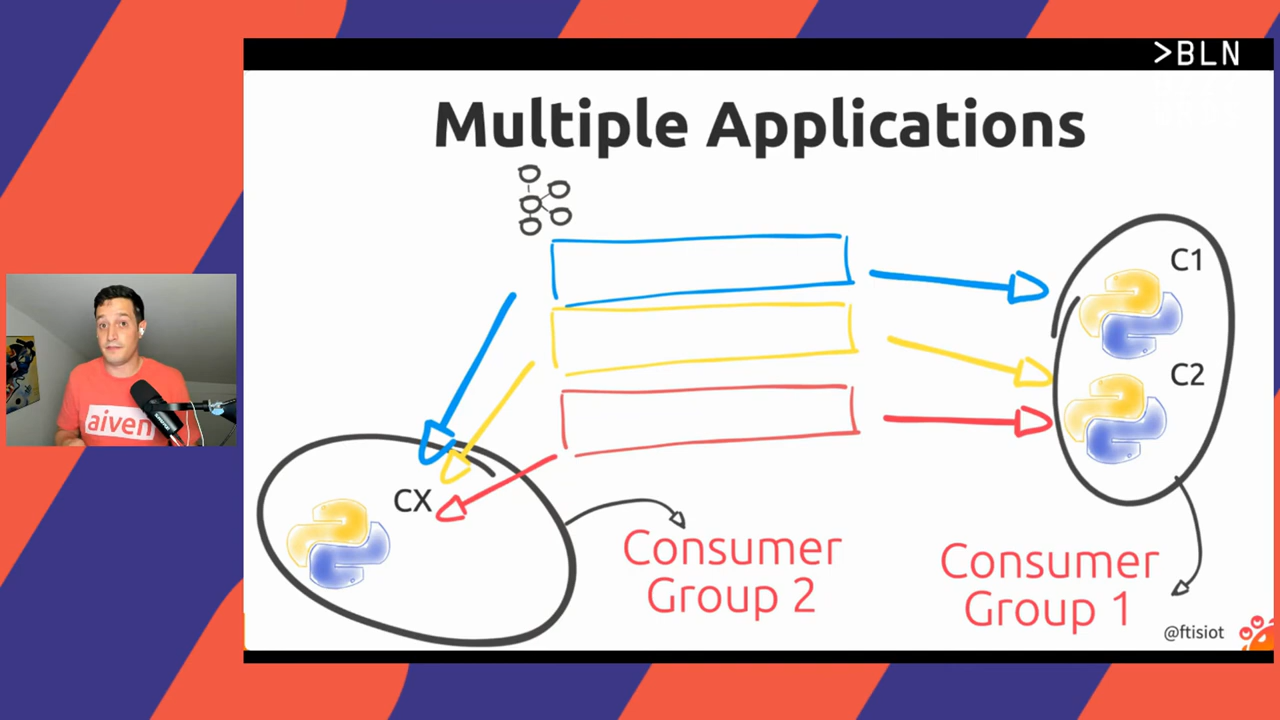 >BLN
Multiple Applications
C1
C2
CX
Consumer
Group 2
Consumer
Group 1
@ftisiot
aiven